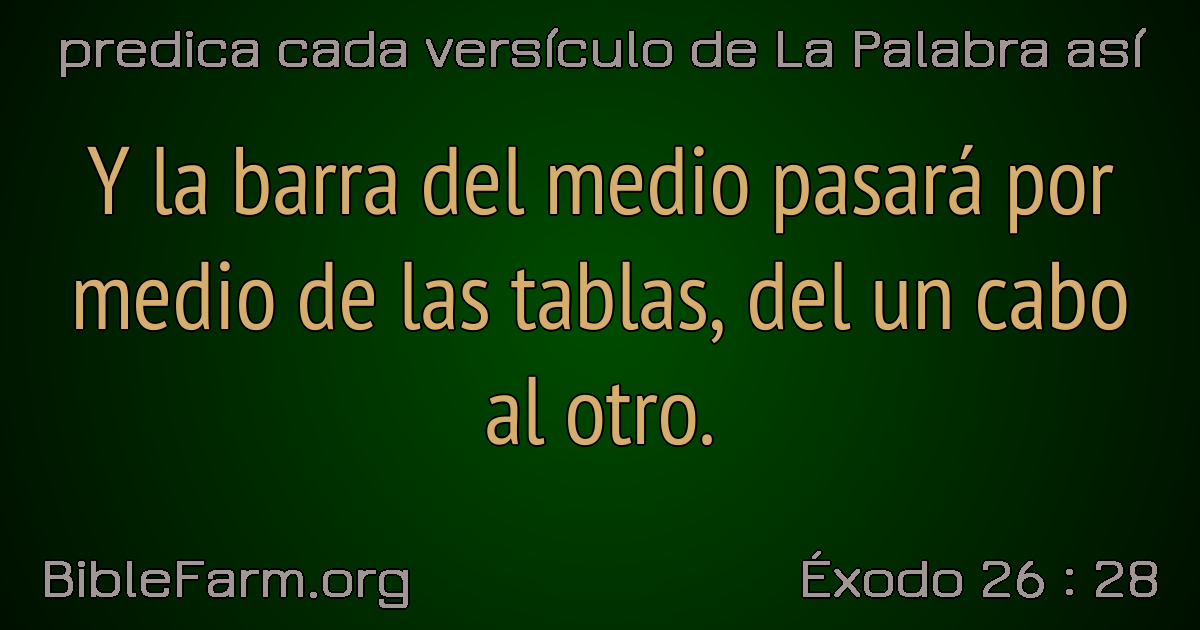 predica cada versículo de La Palabra así
Y la barra del medio pasará por
medio de las tablas, del un cabo
al otro.
BibleFarm.org
Éxodo 26 : 28